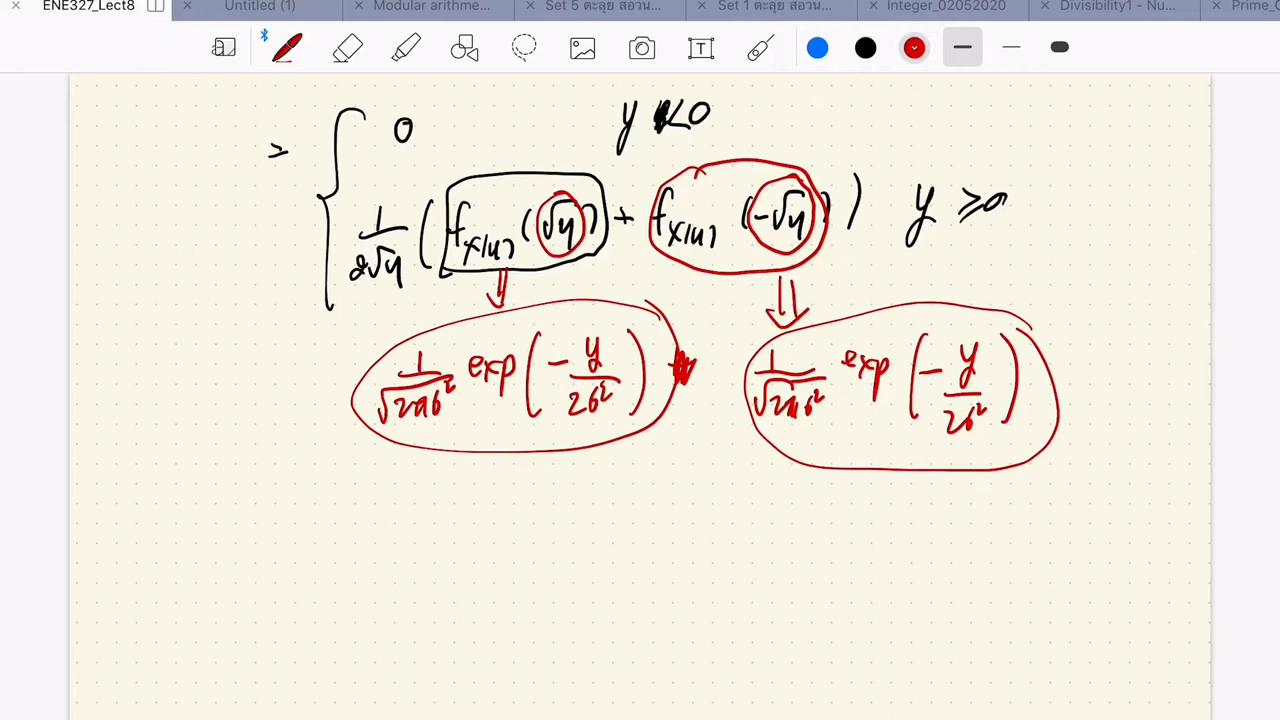 ENE327_Lect8 Untitled (1) Modular arithme... Set 5 ตะลุย สอวน... Set 1 ตะลุย สอวน... Integer_02052020 Divisibility1 - Nu... Prime_C
= { 0 y < 0
1/(2√y) ( f_X(u) (√y) + f_X(u) (-√y) ) y ≥ 0
1/√(2πσ²) exp ( - y/2σ² ) 1/√(2πσ²) exp ( - y/2σ² )